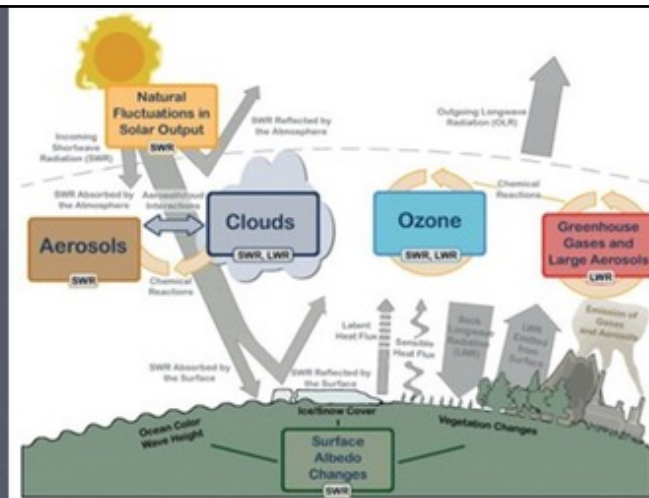 Natural
Fluctuations in
Solar Output
SWR
Incoming
Shortwave
Radiation (SWR)
SWR Reflected by
the Atmosphere
Outgoing Longwave
Radiation (OLR)
SWR Absorbed by
the Atmosphere
Aerosol/cloud
Interactions
Aerosols
SWR
Clouds
SWR, LWR
Chemical
Reactions
Ozone
SWR, LWR
Chemical
Reactions
Greenhouse
Gases and
Large Aerosols
LWR
Emission of
Gases
and Aerosols
Latent
Heat Flux
Sensible
Heat Flux
Back
Longwave
Radiation
(LWR)
LWR
Emitted
from
Surface
SWR Absorbed by
the Surface
SWR Reflected by
the Surface
Ice/Snow Cover
Ocean Color
Wave Height
Vegetation Changes
Surface
Albedo
Changes
SWR